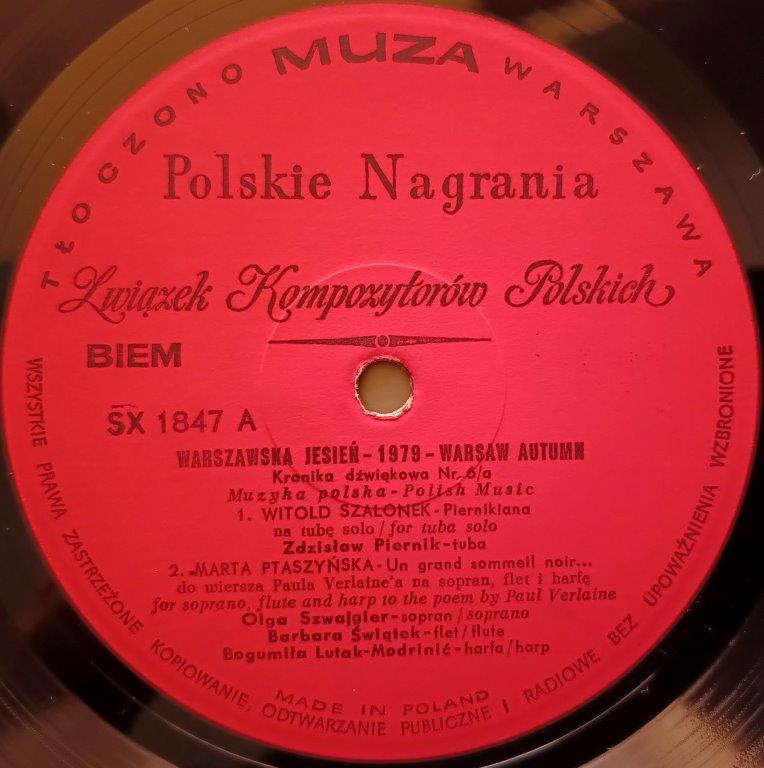 TŁOCZONO MUZA WARSZAWA
Polskie Nagrania
Związek Kompozytorów Polskich
BIEM
SX 1847 A
WARSZAWSKA JESIEŃ - 1979 - WARSAW AUTUMN
Kronika dźwiękowa Nr. 6/a
Muzyka polska - Polish Music
1. WITOLD SZALONEK - Piernikiana
na tubę solo / for tuba solo
Zdzisław Piernik - tuba
2. MARTA PTASZYŃSKA - Un grand sommeil noir...
do wiersza Paula Verlaine'a na sopran, flet i harfę
for soprano, flute and harp to the poem by Paul Verlaine
Olga Szwajgier - sopran / soprano
Barbara Świątek - flet / flute
Bogumiła Lutak-Modrinić - harfa / harp
MADE IN POLAND
WSZYSTKIE PRAWA ZASTRZEŻONE KOPIOWANIE, ODTWARZANIE PUBLICZNE I RADIOWE BEZ UPOWAŻNIENIA WZBRONIONE